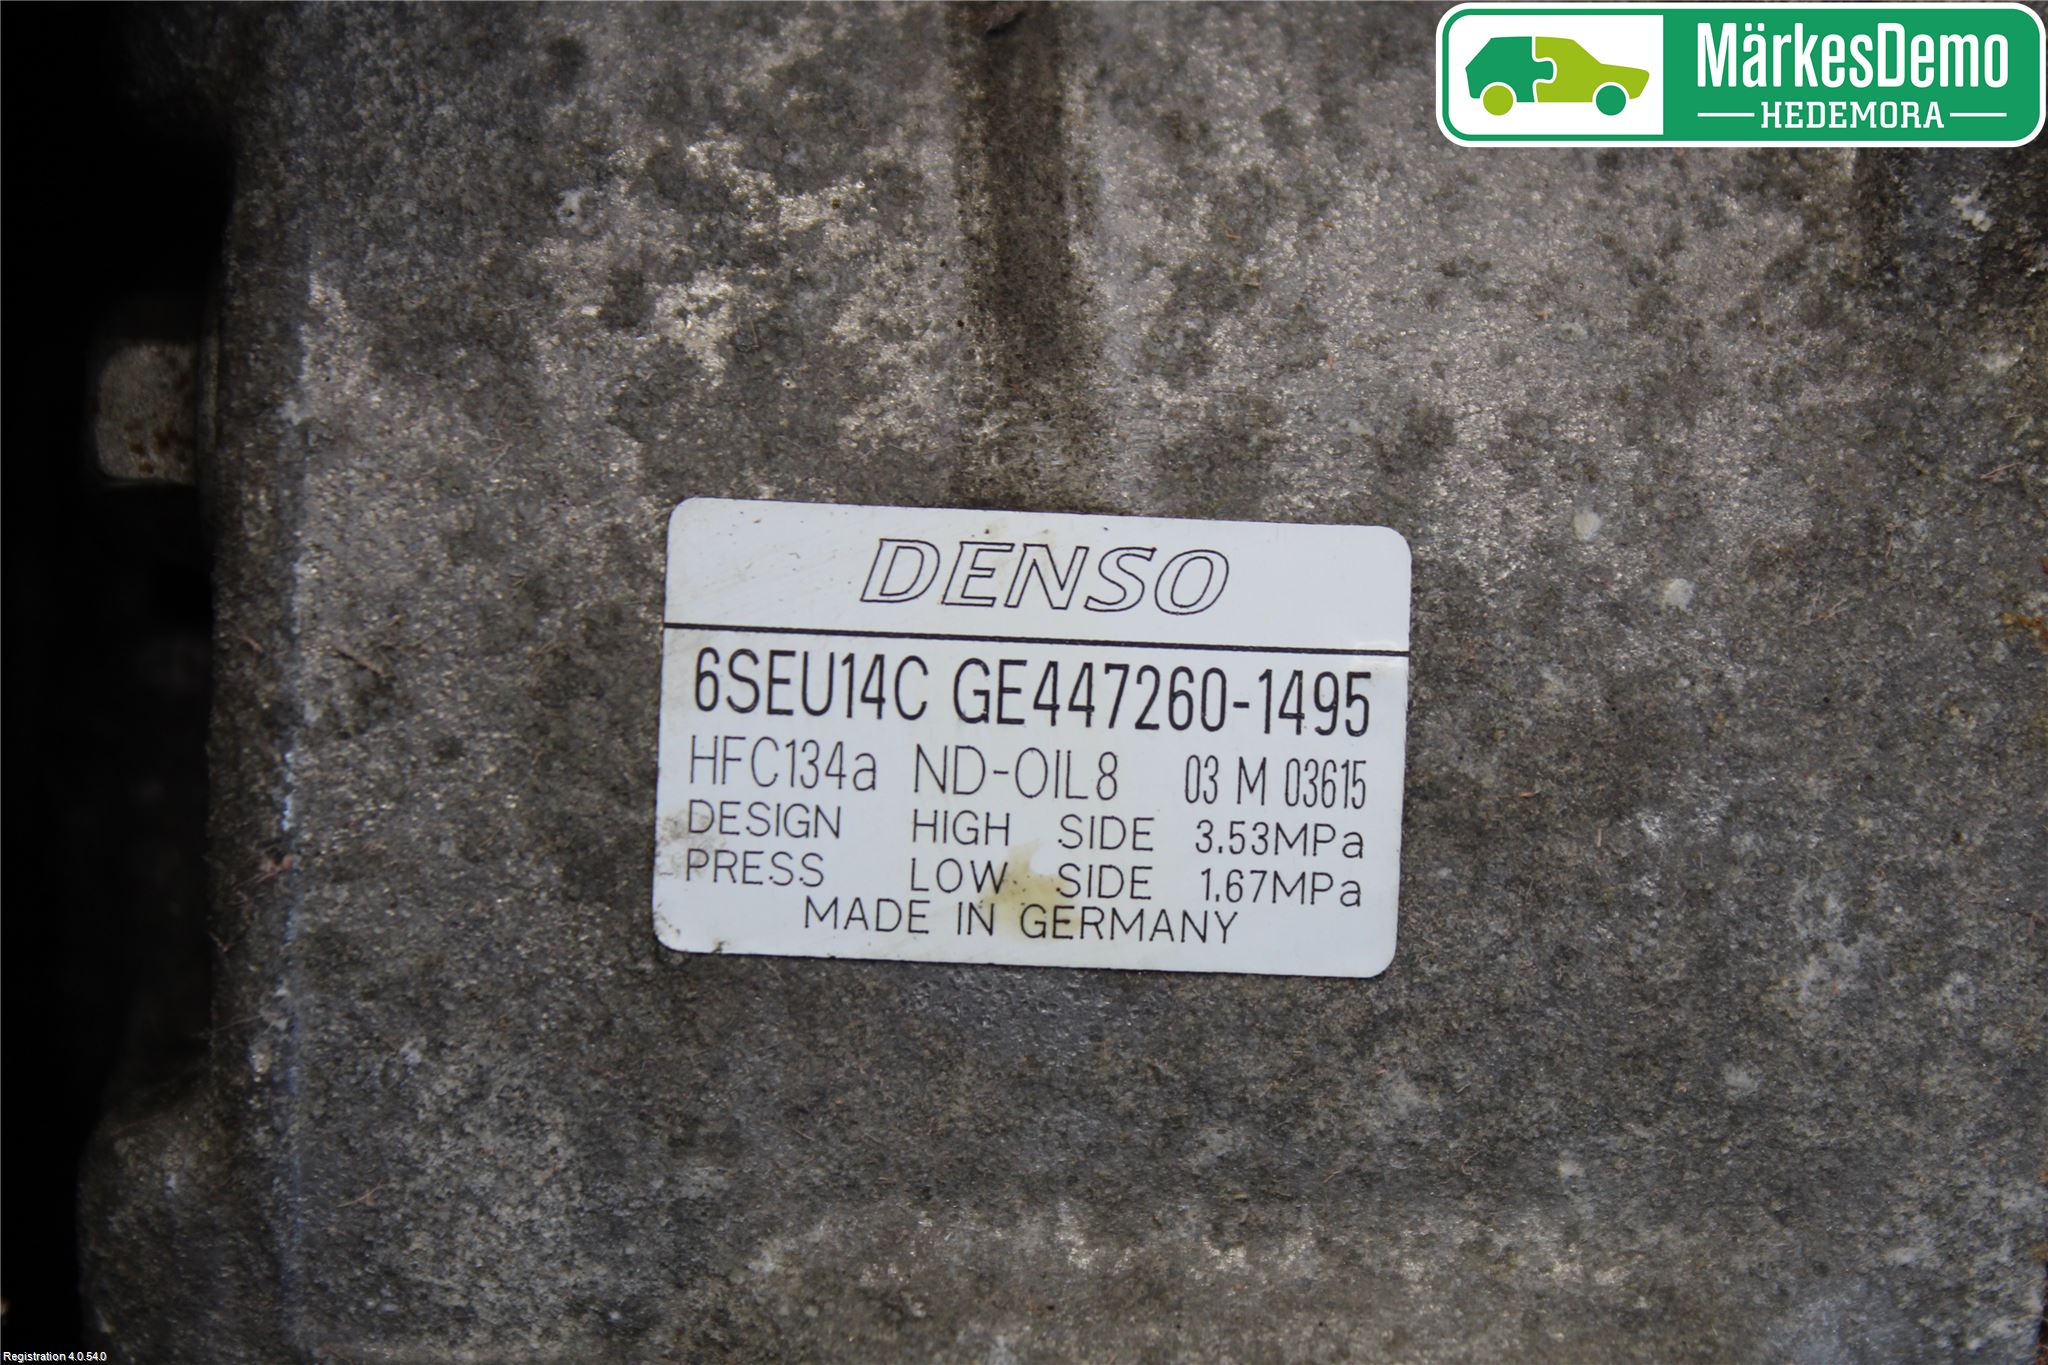 MärkesDemo
HEDEMORA
DENSO
6SEU14C GE447260-1495
HFC134a ND-OIL8 03 M 03615
DESIGN HIGH SIDE 3.53MPa
PRESS LOW SIDE 1.67MPa
MADE IN GERMANY
Registration 4.0.54.0